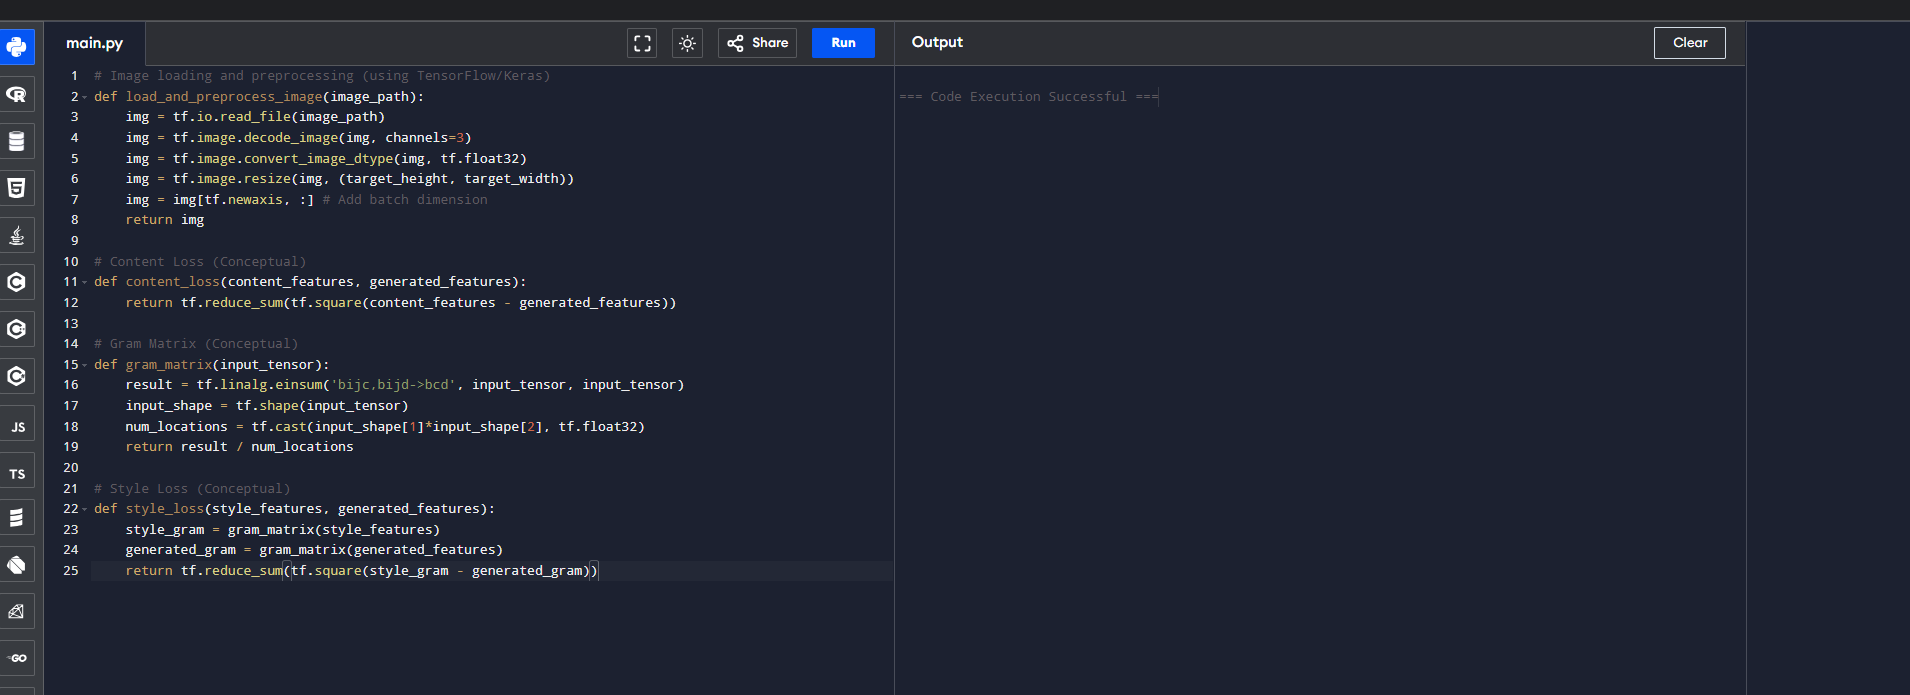 main.py
Share
Run
Output
Clear
1 # Image loading and preprocessing (using TensorFlow/Keras)
2 def load_and_preprocess_image(image_path):
3     img = tf.io.read_file(image_path)
4     img = tf.image.decode_image(img, channels=3)
5     img = tf.image.convert_image_dtype(img, tf.float32)
6     img = tf.image.resize(img, (target_height, target_width))
7     img = img[tf.newaxis, :] # Add batch dimension
8     return img
9
10 # Content Loss (Conceptual)
11 def content_loss(content_features, generated_features):
12     return tf.reduce_sum(tf.square(content_features - generated_features))
13
14 # Gram Matrix (Conceptual)
15 def gram_matrix(input_tensor):
16     result = tf.linalg.einsum('bijc,bijd->bcd', input_tensor, input_tensor)
17     input_shape = tf.shape(input_tensor)
18     num_locations = tf.cast(input_shape[1]*input_shape[2], tf.float32)
19     return result / num_locations
20
21 # Style Loss (Conceptual)
22 def style_loss(style_features, generated_features):
23     style_gram = gram_matrix(style_features)
24     generated_gram = gram_matrix(generated_features)
25     return tf.reduce_sum(tf.square(style_gram - generated_gram))
=== Code Execution Successful ===
R
5
C
C
C
JS
TS
GO